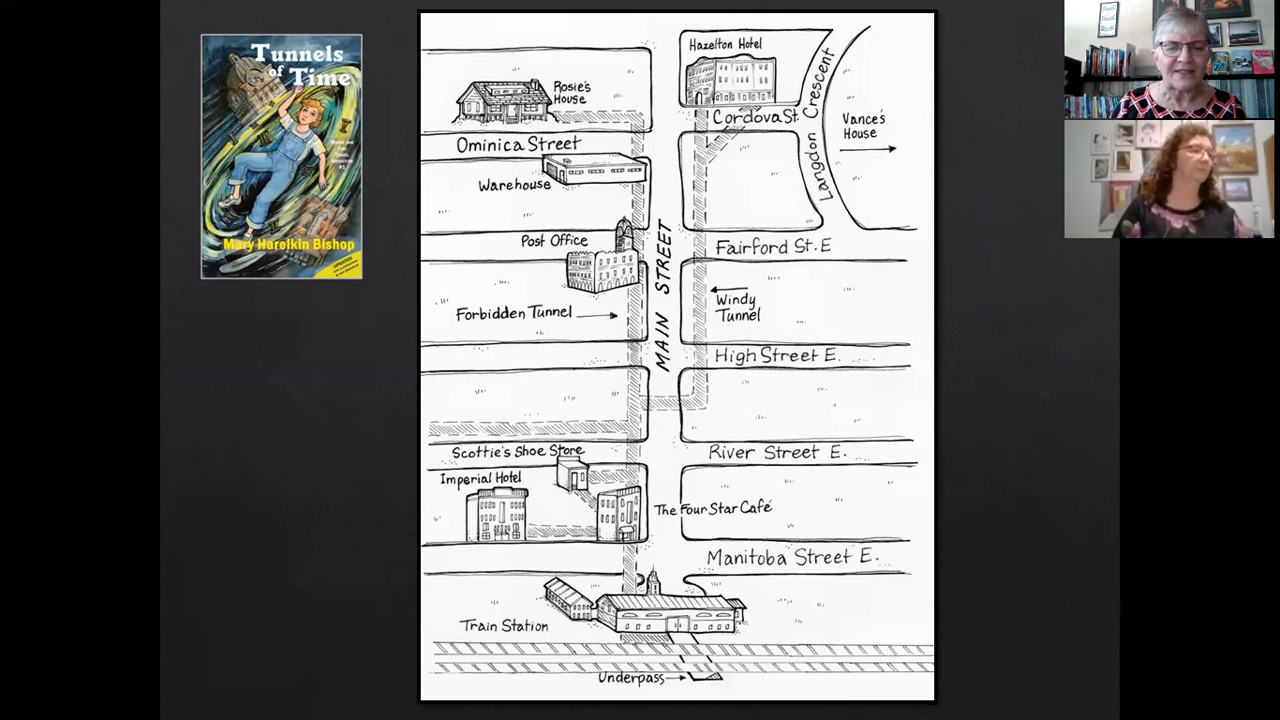 Tunnels
of Time
Mary Harelkin Bishop
UPDATED
Hazelton Hotel
Rosie's
House
Cordova St.
Langdon Crescent
Vance's
House
Ominica Street
Warehouse
Post Office
MAIN STREET
Fairford St. E
Forbidden Tunnel
Windy
Tunnel
High Street E.
Scottie's Shoe Store
River Street E.
Imperial Hotel
The Four Star Café
Manitoba Street E.
Train Station
Underpass